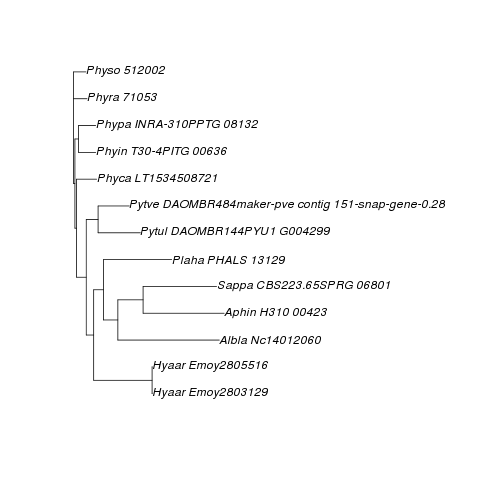 Physo 512002
Phyra 71053
Phypa INRA-310PPTG 08132
Phyin T30-4PITG 00636
Phyca LT1534508721
Pytve DAOMBR484maker-pve contig 151-snap-gene-0.28
Pytul DAOMBR144PYU1 G004299
Plaha PHALS 13129
Sappa CBS223.65SPRG 06801
Aphin H310 00423
Albla Nc14012060
Hyaar Emoy2805516
Hyaar Emoy2803129